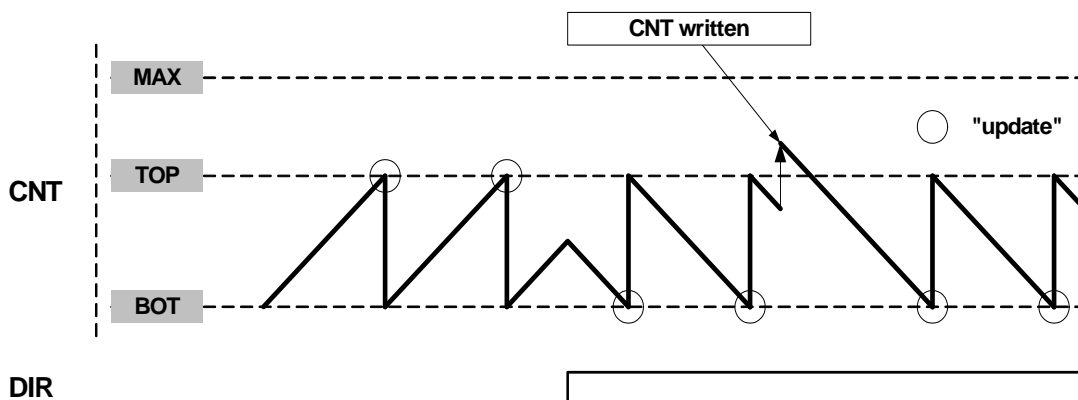 CNT written
MAX
"update"
TOP
CNT
BOT
DIR